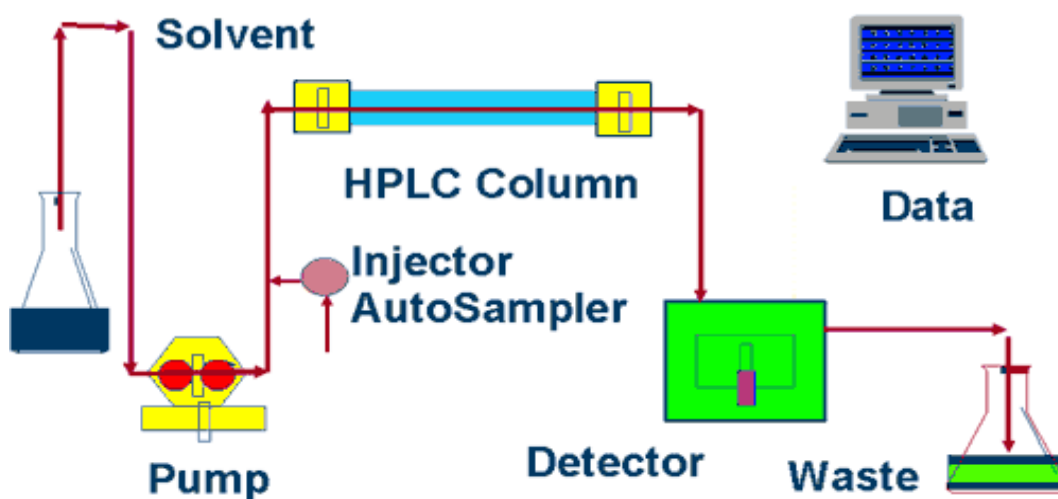 Solvent
HPLC Column
Data
Injector
AutoSampler
Pump
Detector
Waste